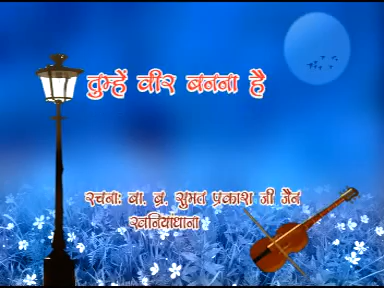 तुम्हें वीर बनना है
रचनाः बा. ब्र. सुमत प्रकाश जी जैन
खनियांधाना